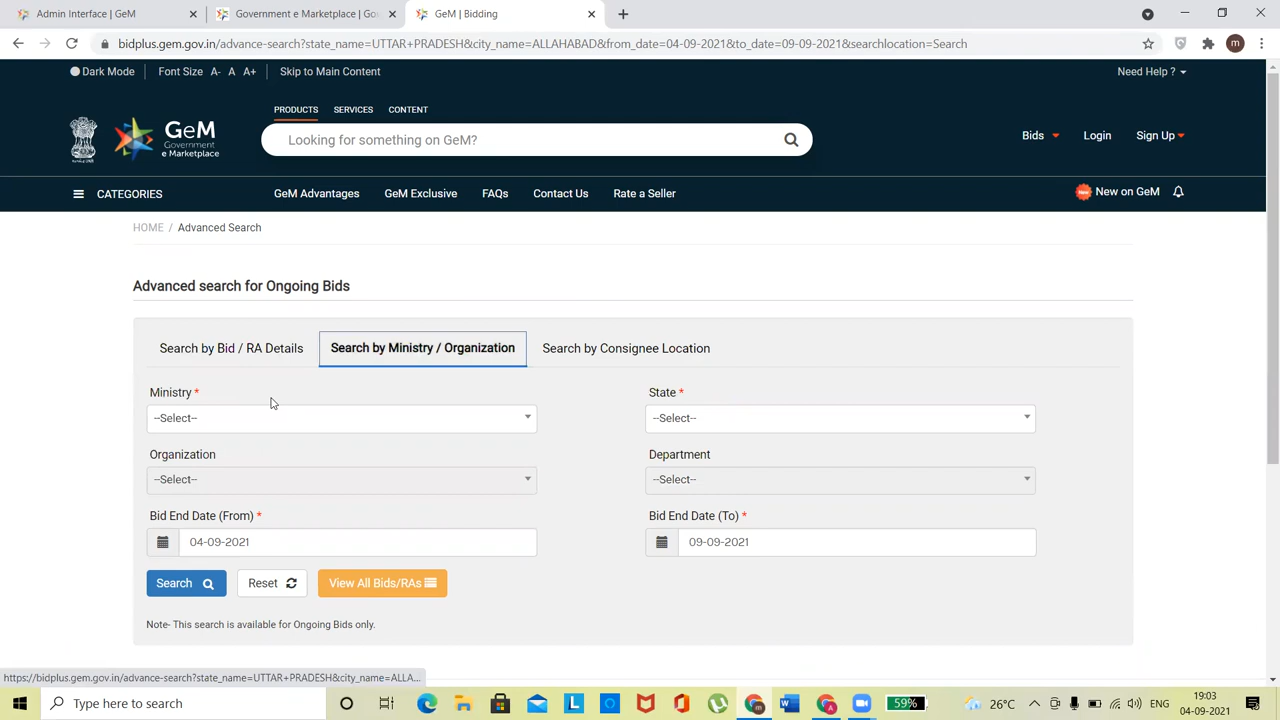 Admin Interface | GeM
Government e Marketplace | Go
GeM | Bidding
bidplus.gem.gov.in/advance-search?state_name=UTTAR+PRADESH&city_name=ALLAHABAD&from_date=04-09-2021&to_date=09-09-2021&searchlocation=Search
m
Dark Mode Font Size A- A A+ Skip to Main Content Need Help ?
PRODUCTS SERVICES CONTENT
GeM
Government
e Marketplace
Looking for something on GeM?
Bids Login Sign Up
CATEGORIES GeM Advantages GeM Exclusive FAQs Contact Us Rate a Seller New on GeM
HOME / Advanced Search
Advanced search for Ongoing Bids
Search by Bid / RA Details Search by Ministry / Organization Search by Consignee Location
Ministry * State *
--Select-- --Select--
Organization Department
--Select-- --Select--
Bid End Date (From) * Bid End Date (To) *
04-09-2021 09-09-2021
Search Reset View All Bids/RAs
Note- This search is available for Ongoing Bids only.
https://bidplus.gem.gov.in/advance-search?state_name=UTTAR+PRADESH&city_name=ALLA...
Type here to search
59%
26°C
ENG
19:03
04-09-2021